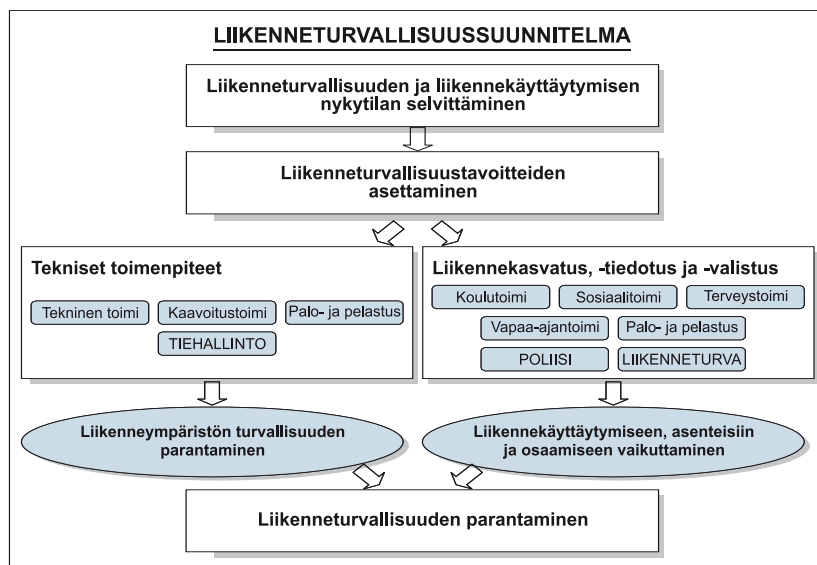 LIIKENNETURVALLISUUSSUUNNITELMA
Liikenneturvallisuuden ja liikennekäyttäytymisen
nykytilan selvittäminen
Liikenneturvallisuustavoitteiden
asettaminen
Tekniset toimenpiteet
Tekninen toimi
Kaavoitustoimi
Palo- ja pelastus
TIEHALLINTO
Liikennekasvatus, -tiedotus ja -valistus
Koulutoimi
Sosiaalitoimi
Terveystoimi
Vapaa-ajantoimi
Palo- ja pelastus
POLIISI
LIIKENNETURVA
Liikenneympäristön turvallisuuden
parantaminen
Liikennekäyttäytymiseen, asenteisiin
ja osaamiseen vaikuttaminen
Liikenneturvallisuuden parantaminen